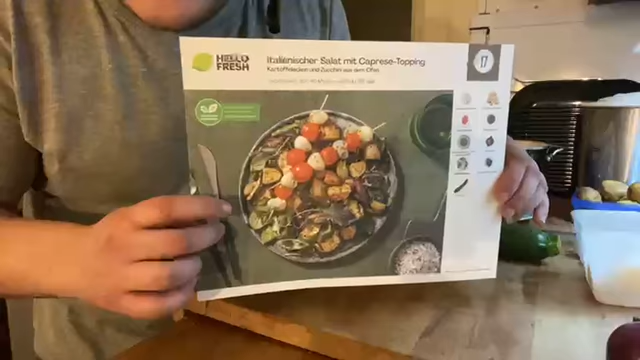 HELLO
FRESH
Italienischer Salat mit Caprese-Topping
Kartoffelecken und Zucchini aus dem Ofen
17